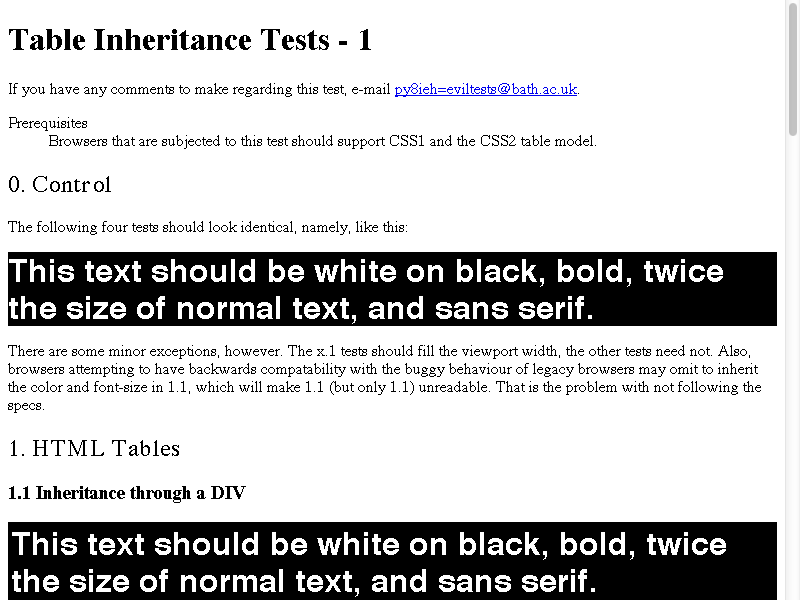 Table Inheritance Tests - 1
If you have any comments to make regarding this test, e-mail py8ieh=eviltests@bath.ac.uk.
Prerequisites
Browsers that are subjected to this test should support CSS1 and the CSS2 table model.
0. Control
The following four tests should look identical, namely, like this:
This text should be white on black, bold, twice
the size of normal text, and sans serif.
There are some minor exceptions, however. The x.1 tests should fill the viewport width, the other tests need not. Also,
browsers attempting to have backwards compatability with the buggy behaviour of legacy browsers may omit to inherit
the color and font-size in 1.1, which will make 1.1 (but only 1.1) unreadable. That is the problem with not following the
specs.
1. HTML Tables
1.1 Inheritance through a DIV
This text should be white on black, bold, twice
the size of normal text, and sans serif.